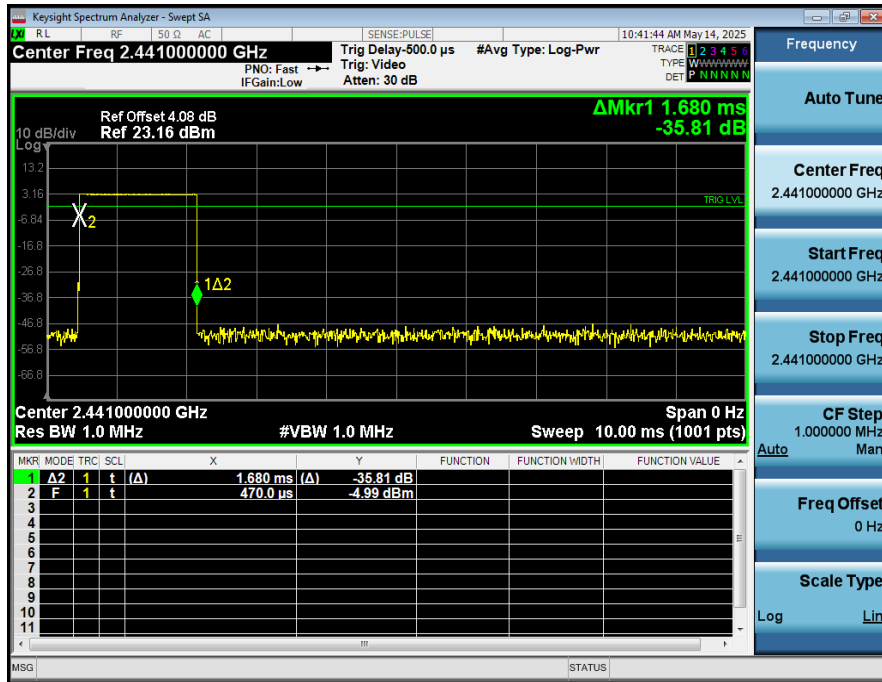 Keysight Spectrum Analyzer - Swept SA
LXI RL RF 50 Ω AC SENSE:PULSE 10:41:44 AM May 14, 2025
Center Freq 2.441000000 GHz
PNO: Fast
IFGain:Low
Trig Delay-500.0 µs
Trig: Video
Atten: 30 dB
#Avg Type: Log-Pwr
TRACE 1 2 3 4 5 6
TYPE WWWWWW
DET P N N N N N
Ref Offset 4.08 dB
10 dB/div Ref 23.16 dBm
Log
ΔMkr1 1.680 ms
-35.81 dB
13.2
3.16
-6.84
-16.8
-26.8
-36.8
-46.8
-56.8
-66.8
TRIG LVL
2
1Δ2
Center 2.441000000 GHz Span 0 Hz
Res BW 1.0 MHz #VBW 1.0 MHz Sweep 10.00 ms (1001 pts)
MKR MODE TRC SCL X Y FUNCTION FUNCTION WIDTH FUNCTION VALUE
1 Δ2 1 t (Δ) 1.680 ms (Δ) -35.81 dB
2 F 1 t 470.0 µs -4.99 dBm
3
4
5
6
7
8
9
10
11
MSG STATUS
Frequency
Auto Tune
Center Freq
2.441000000 GHz
Start Freq
2.441000000 GHz
Stop Freq
2.441000000 GHz
CF Step
1.000000 MHz
Auto Man
Freq Offset
0 Hz
Scale Type
Log Lin